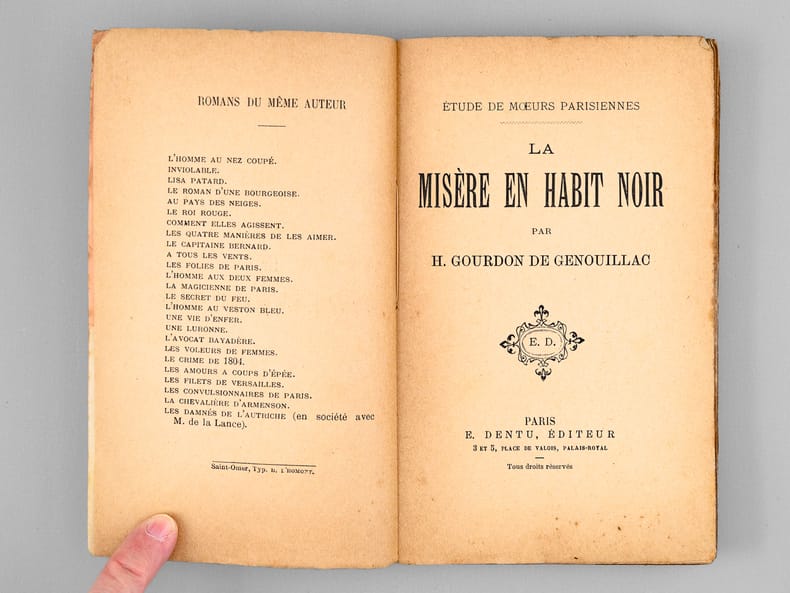 ROMANS DU MÊME AUTEUR
L'HOMME AU NEZ COUPÉ.
INVIOLABLE.
LISA PATARD.
LE ROMAN D'UNE BOURGEOISE.
AU PAYS DES NEIGES.
LE ROI ROUGE.
COMMENT ELLES AGISSENT.
LES QUATRE MANIÈRES DE LES AIMER.
LE CAPITAINE BERNARD.
A TOUS LES VENTS.
LES FOLIES DE PARIS.
L'HOMME AUX DEUX FEMMES.
LA MAGICIENNE DE PARIS.
LE SECRET DU FEU.
L'HOMME AU VESTON BLEU.
UNE VIE D'ENFER.
UNE LURONNE.
L'AVOCAT BAYADÈRE.
LES VOLEURS DE FEMMES.
LE CRIME DE 1804.
LES AMOURS A COUPS D'ÉPÉE.
LES FILETS DE VERSAILLES.
LES CONVULSIONNAIRES DE PARIS.
LA CHEVALIÈRE D'ARMENSON.
LES DAMNÉS DE L'AUTRICHE (en société avec
M. de la Lance).
Saint-Omer, Typ. H. L'HOMONT.
ÉTUDE DE MŒURS PARISIENNES
LA
MISÈRE EN HABIT NOIR
PAR
H. GOURDON DE GENOUILLAC
E. D.
PARIS
E. DENTU, ÉDITEUR
3 ET 5, PLACE DE VALOIS, PALAIS-ROYAL
Tous droits réservés